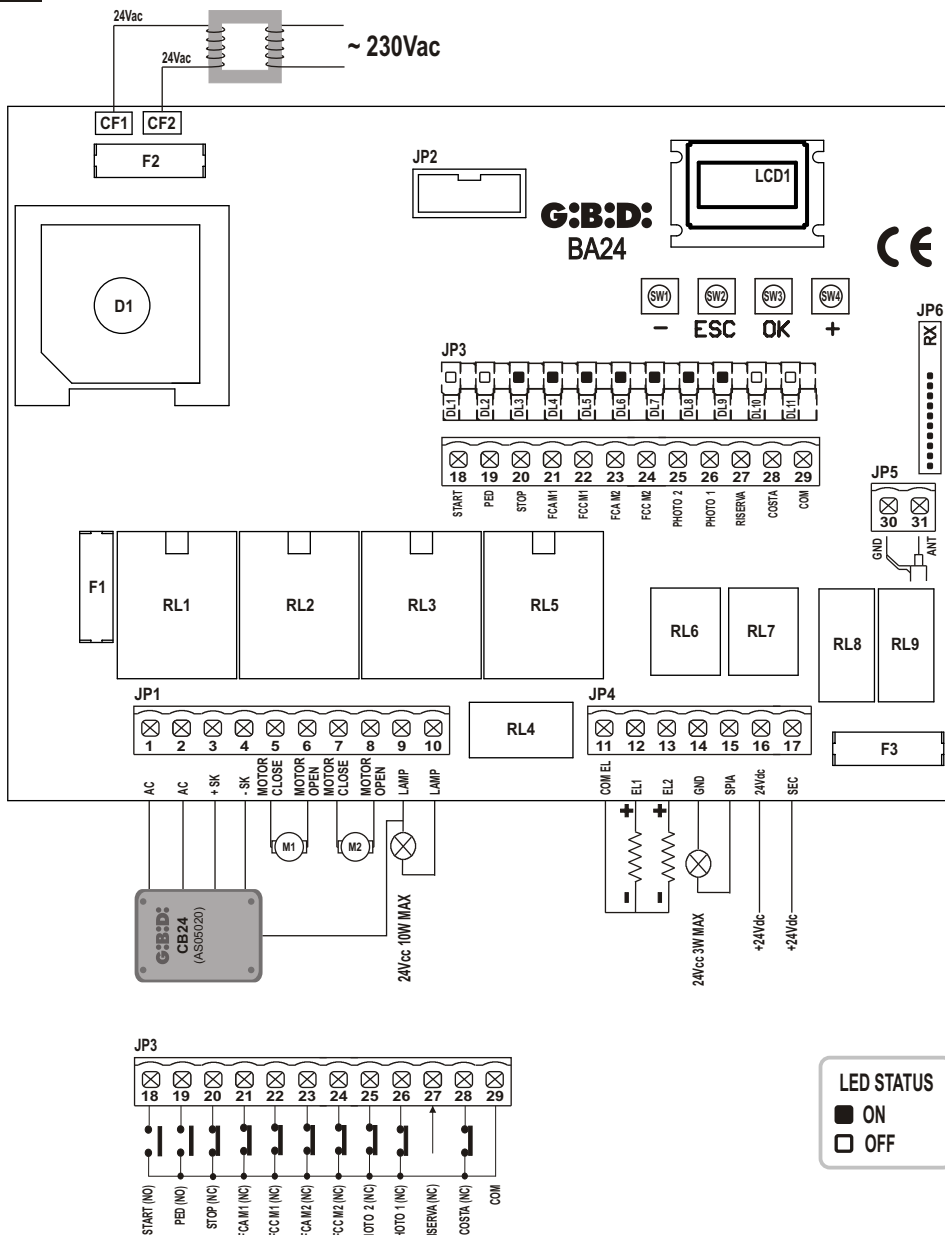 24Vac
24Vac
~ 230Vac
CF1 CF2
F2
JP2
LCD1
G:B:D:
BA24
CE
D1
SW1 SW2 SW3 SW4
- ESC OK +
JP6
RX
JP3
DL1 DL2 DL3 DL4 DL5 DL6 DL7 DL8 DL9 DL10 DL11
18 19 20 21 22 23 24 25 26 27 28 29
START PED STOP FCA M1 FCC M1 FCA M2 FCC M2 PHOTO 2 PHOTO 1 RISERVA COSTA COM
JP5
30 31
GND ANT
F1
RL1 RL2 RL3 RL5
RL6 RL7
RL8 RL9
JP1
1 2 3 4 5 6 7 8 9 10
AC AC + SK - SK MOTOR CLOSE MOTOR OPEN MOTOR CLOSE MOTOR OPEN LAMP LAMP
RL4
JP4
11 12 13 14 15 16 17
COM EL EL1 EL2 GND SPIA 24Vdc SEC
F3
M1 M2
+ +
- -
G:B:D:
CB24
(AS05020)
24Vcc 10W MAX
24Vcc 3W MAX
+24Vdc
+24Vdc
JP3
18 19 20 21 22 23 24 25 26 27 28 29
START (NO) PED (NO) STOP (NC) FCA M1 (NC) FCC M1 (NC) FCA M2 (NC) FCC M2 (NC) HOTO 2 (NC) HOTO 1 (NC) ISERVA (NC) COSTA (NC) COM
LED STATUS
ON
OFF